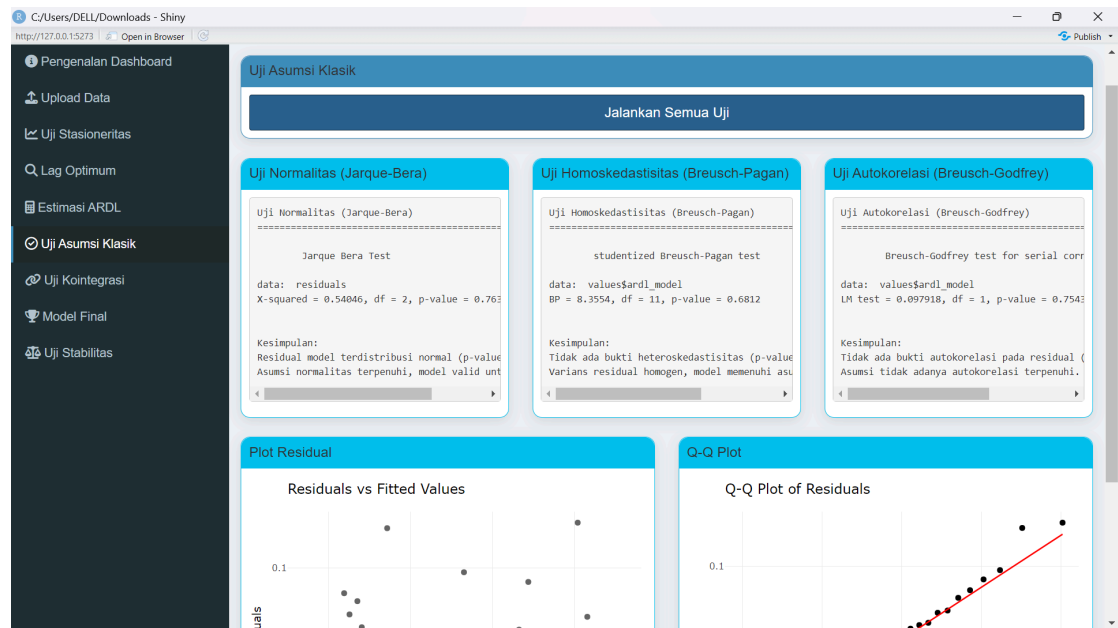 C:/Users/DELL/Downloads - Shiny
http://127.0.0.1:5273 Open in Browser
Publish
Pengenalan Dashboard
Upload Data
Uji Stasioneritas
Lag Optimum
Estimasi ARDL
Uji Asumsi Klasik
Uji Kointegrasi
Model Final
Uji Stabilitas
Uji Asumsi Klasik
Jalankan Semua Uji
Uji Normalitas (Jarque-Bera)
Uji Normalitas (Jarque-Bera)
============================================
Jarque Bera Test
data: residuals
X-squared = 0.54046, df = 2, p-value = 0.763
Kesimpulan:
Residual model terdistribusi normal (p-value
Asumsi normalitas terpenuhi, model valid unt
Uji Homoskedastisitas (Breusch-Pagan)
Uji Homoskedastisitas (Breusch-Pagan)
============================================
studentized Breusch-Pagan test
data: values$ardl_model
BP = 8.3554, df = 11, p-value = 0.6812
Kesimpulan:
Tidak ada bukti heteroskedastisitas (p-value
Varians residual homogen, model memenuhi asu
Uji Autokorelasi (Breusch-Godfrey)
Uji Autokorelasi (Breusch-Godfrey)
============================================
Breusch-Godfrey test for serial corr
data: values$ardl_model
LM test = 0.097918, df = 1, p-value = 0.7543
Kesimpulan:
Tidak ada bukti autokorelasi pada residual (
Asumsi tidak adanya autokorelasi terpenuhi.
Plot Residual
Residuals vs Fitted Values
0.1
uals
Q-Q Plot
Q-Q Plot of Residuals
0.1